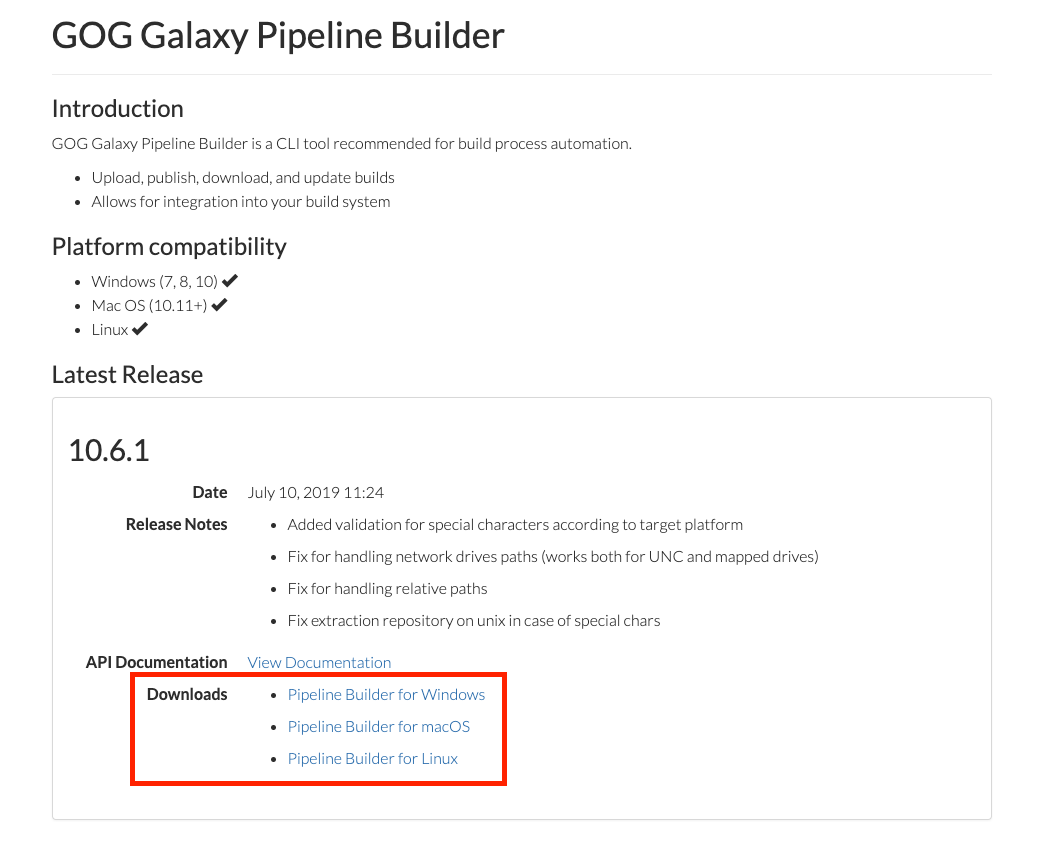 GOG Galaxy Pipeline Builder
Introduction
GOG Galaxy Pipeline Builder is a CLI tool recommended for build process automation.
Upload, publish, download, and update builds
Allows for integration into your build system
Platform compatibility
Windows (7, 8, 10)
Mac OS (10.11+)
Linux
Latest Release
10.6.1
Date July 10, 2019 11:24
Release Notes Added validation for special characters according to target platform
Fix for handling network drives paths (works both for UNC and mapped drives)
Fix for handling relative paths
Fix extraction repository on unix in case of special chars
API Documentation View Documentation
Downloads Pipeline Builder for Windows
Pipeline Builder for macOS
Pipeline Builder for Linux